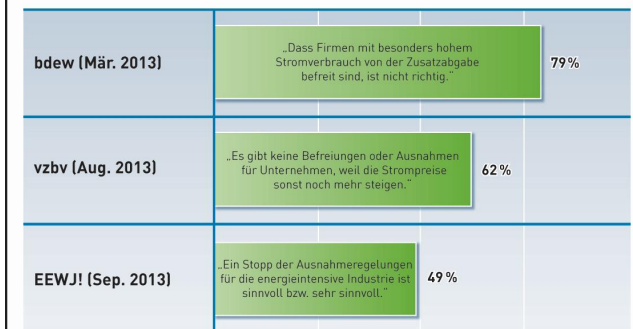 bdew (Mär. 2013)
„Dass Firmen mit besonders hohem
Stromverbrauch von der Zusatzabgabe
befreit sind, ist nicht richtig.“
79%
vzbv (Aug. 2013)
„Es gibt keine Befreiungen oder Ausnahmen
für Unternehmen, weil die Strompreise
sonst noch mehr steigen.“
62%
EEWJ! (Sep. 2013)
„Ein Stopp der Ausnahmeregelungen
für die energieintensive Industrie ist
sinnvoll bzw. sehr sinnvoll.“
49%